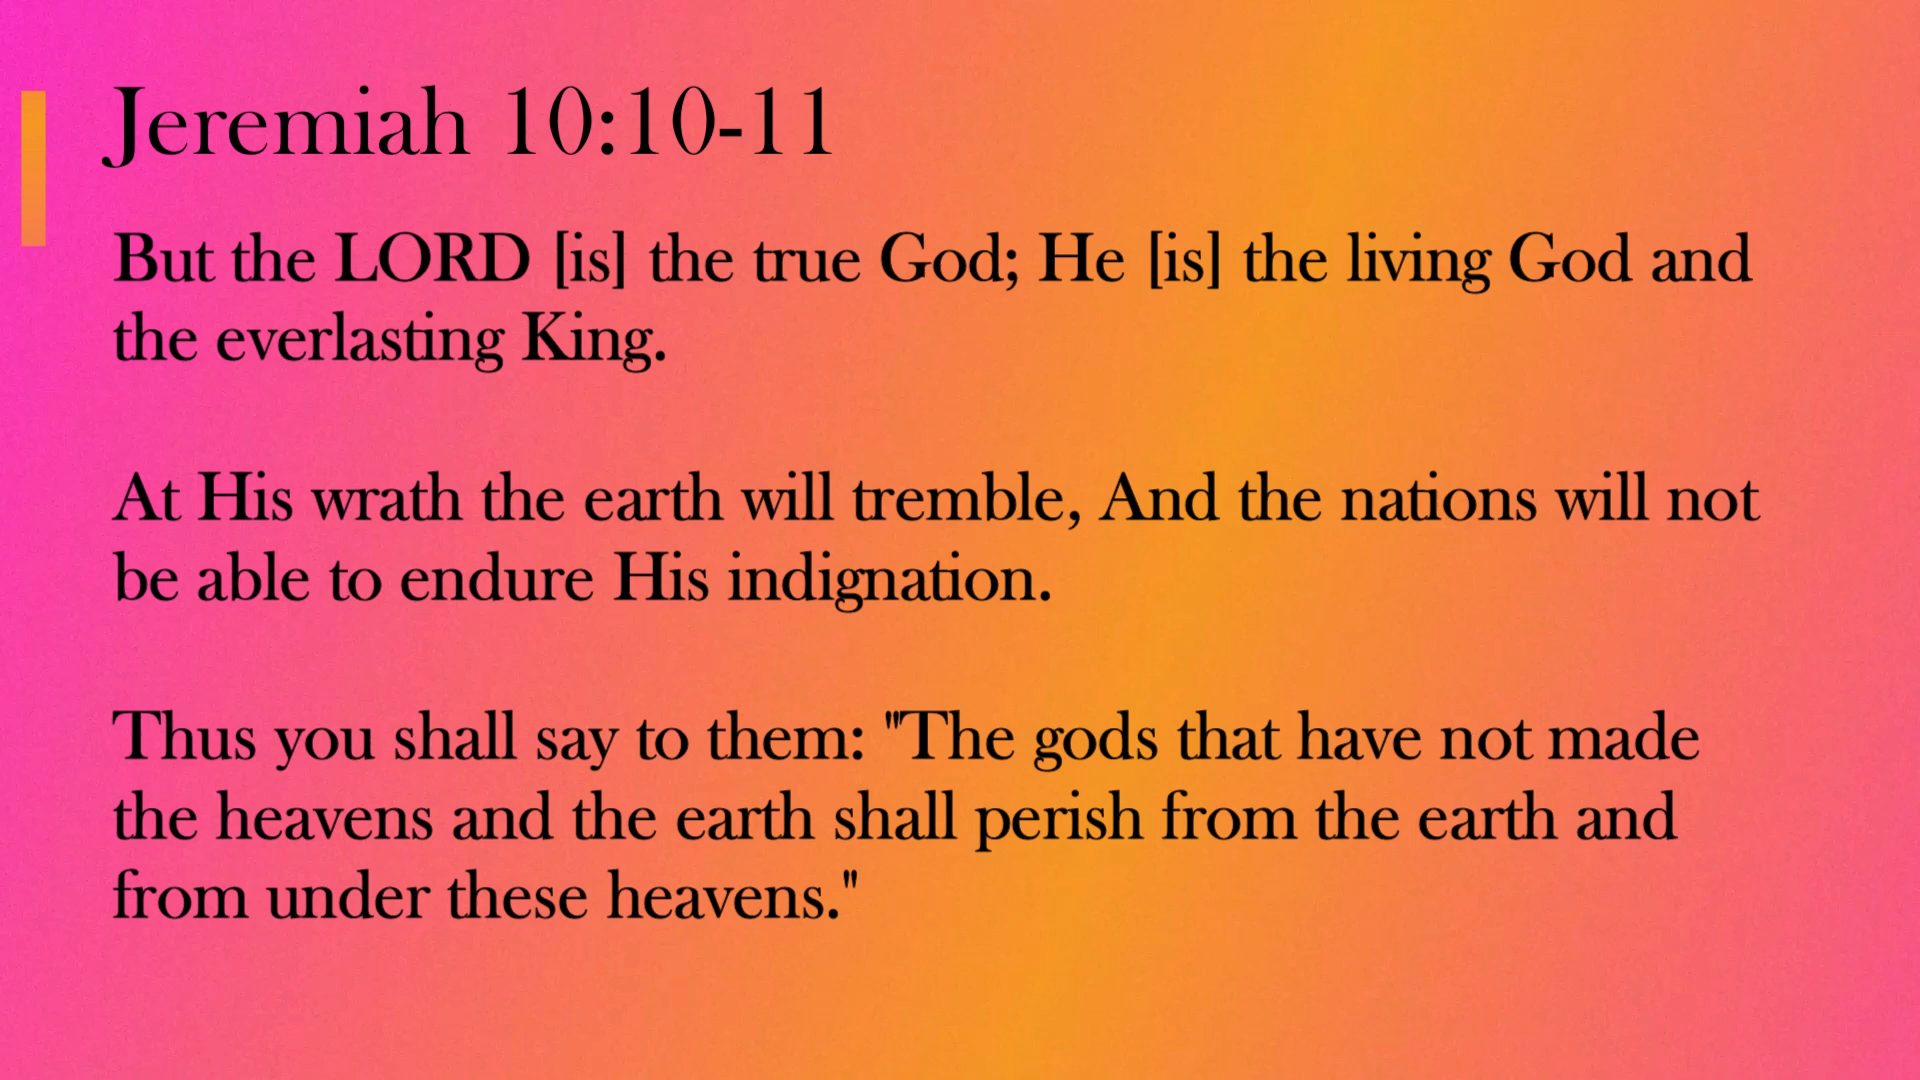 Jeremiah 10:10-11
But the LORD [is] the true God; He [is] the living God and
the everlasting King.
At His wrath the earth will tremble, And the nations will not
be able to endure His indignation.
Thus you shall say to them: "The gods that have not made
the heavens and the earth shall perish from the earth and
from under these heavens."